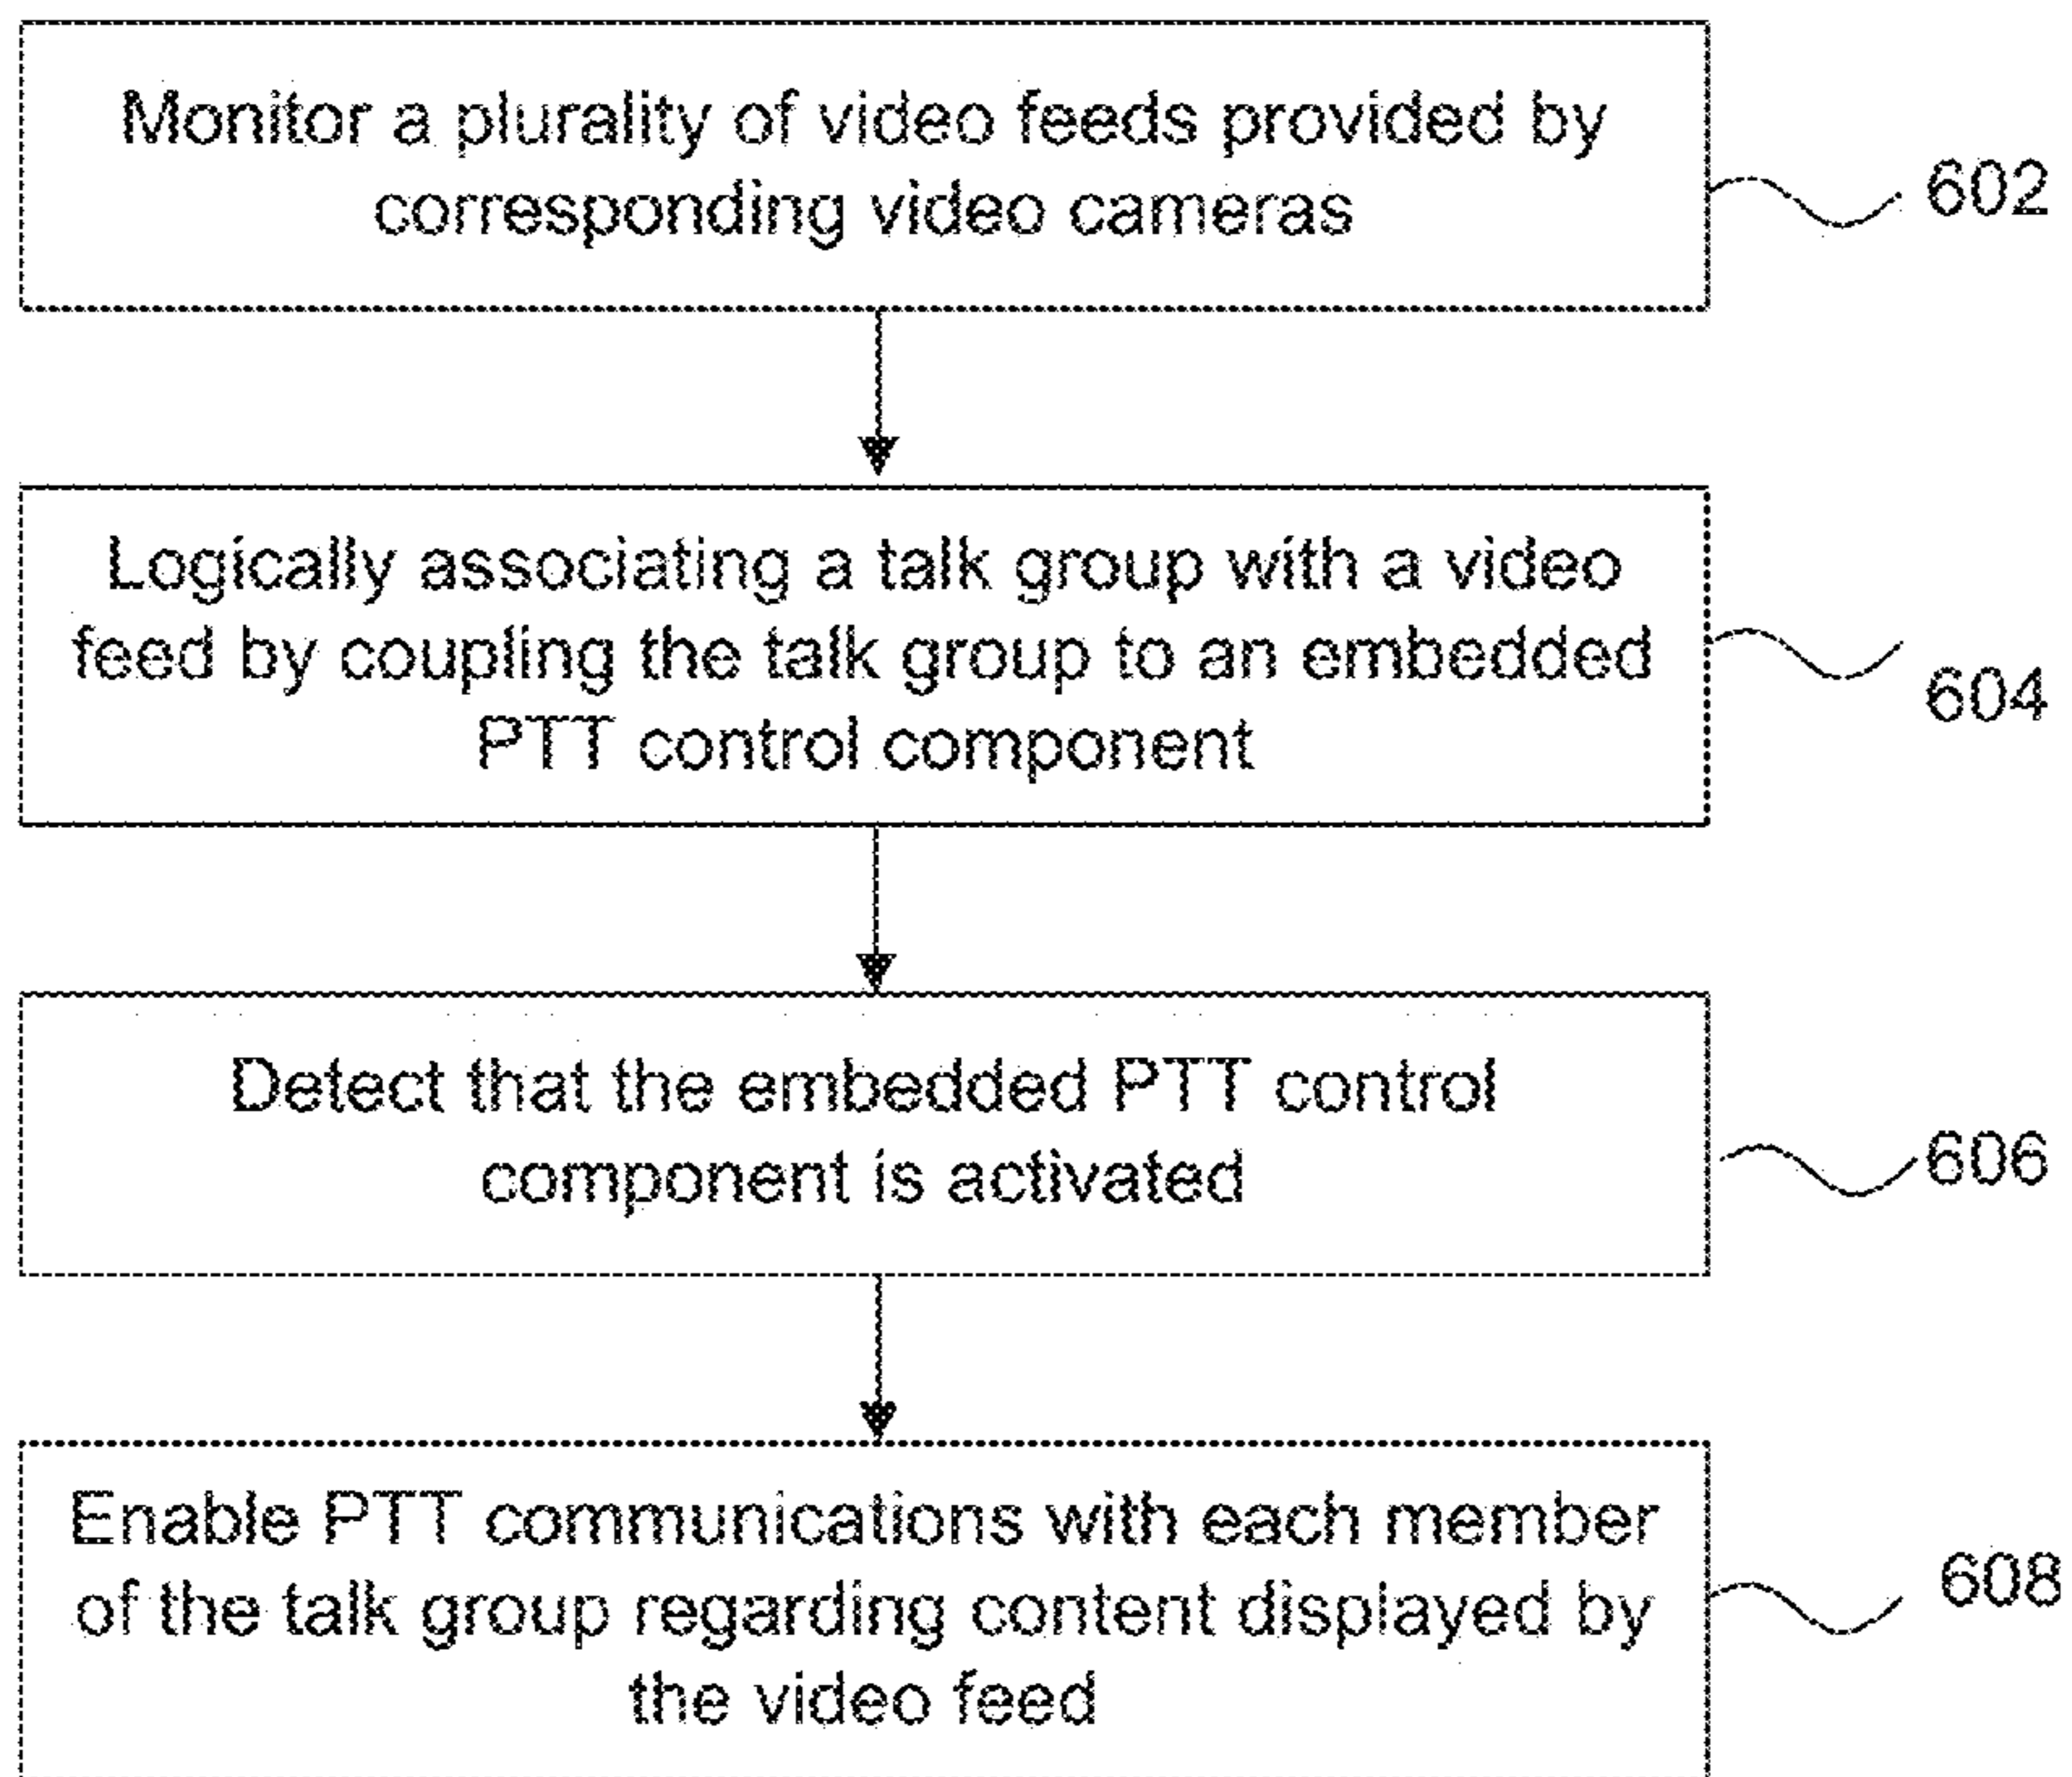 Monitor a plurality of video feeds provided by
corresponding video cameras
602
Logically associating a talk group with a video
feed by coupling the talk group to an embedded
PTT control component
604
Detect that the embedded PTT control
component is activated
606
Enable PTT communications with each member
of the talk group regarding content displayed by
the video feed
608